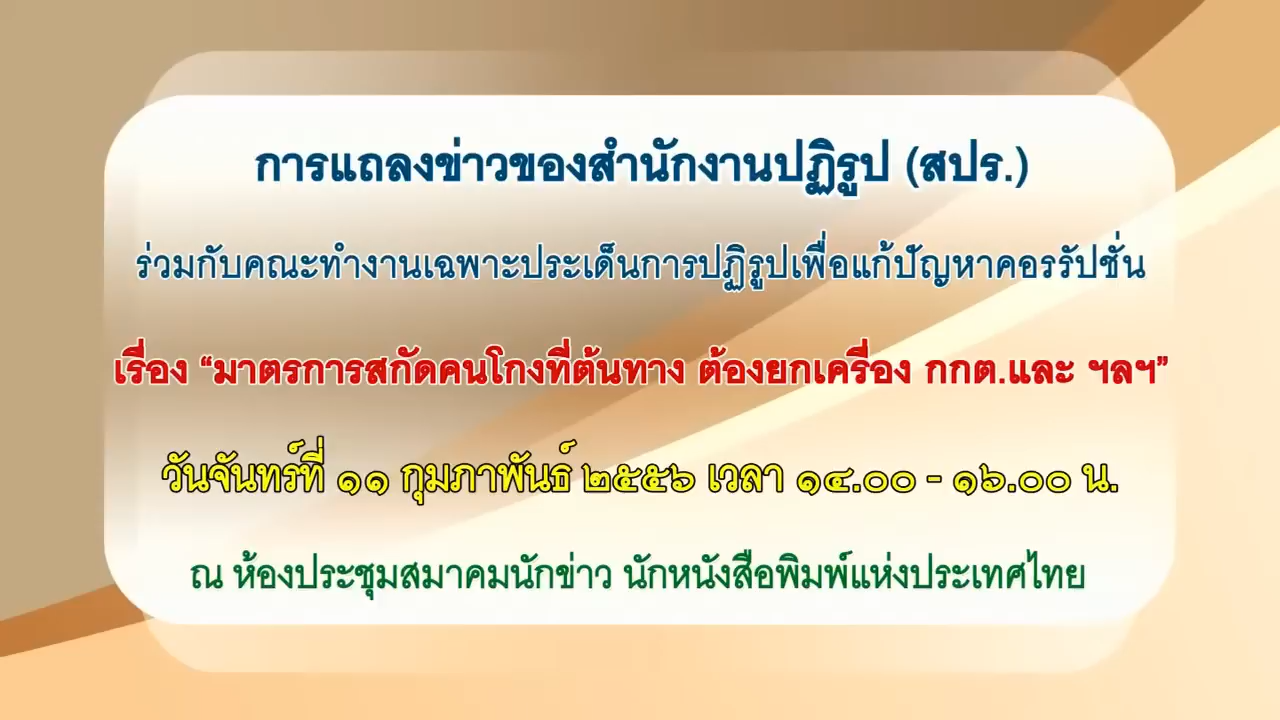 การแถลงข่าวของสำนักงานปฏิรูป (สปร.)
ร่วมกับคณะทำงานเฉพาะประเด็นการปฏิรูปเพื่อแก้ปัญหาคอรรัปชั่น
เรื่อง “มาตรการสกัดคนโกงที่ต้นทาง ต้องยกเครื่อง กกต.และ ฯลฯ”
วันจันทร์ที่ ๑๑ กุมภาพันธ์ ๒๕๕๖ เวลา ๑๔.๐๐ - ๑๖.๐๐ น.
ณ ห้องประชุมสมาคมนักข่าว นักหนังสือพิมพ์แห่งประเทศไทย